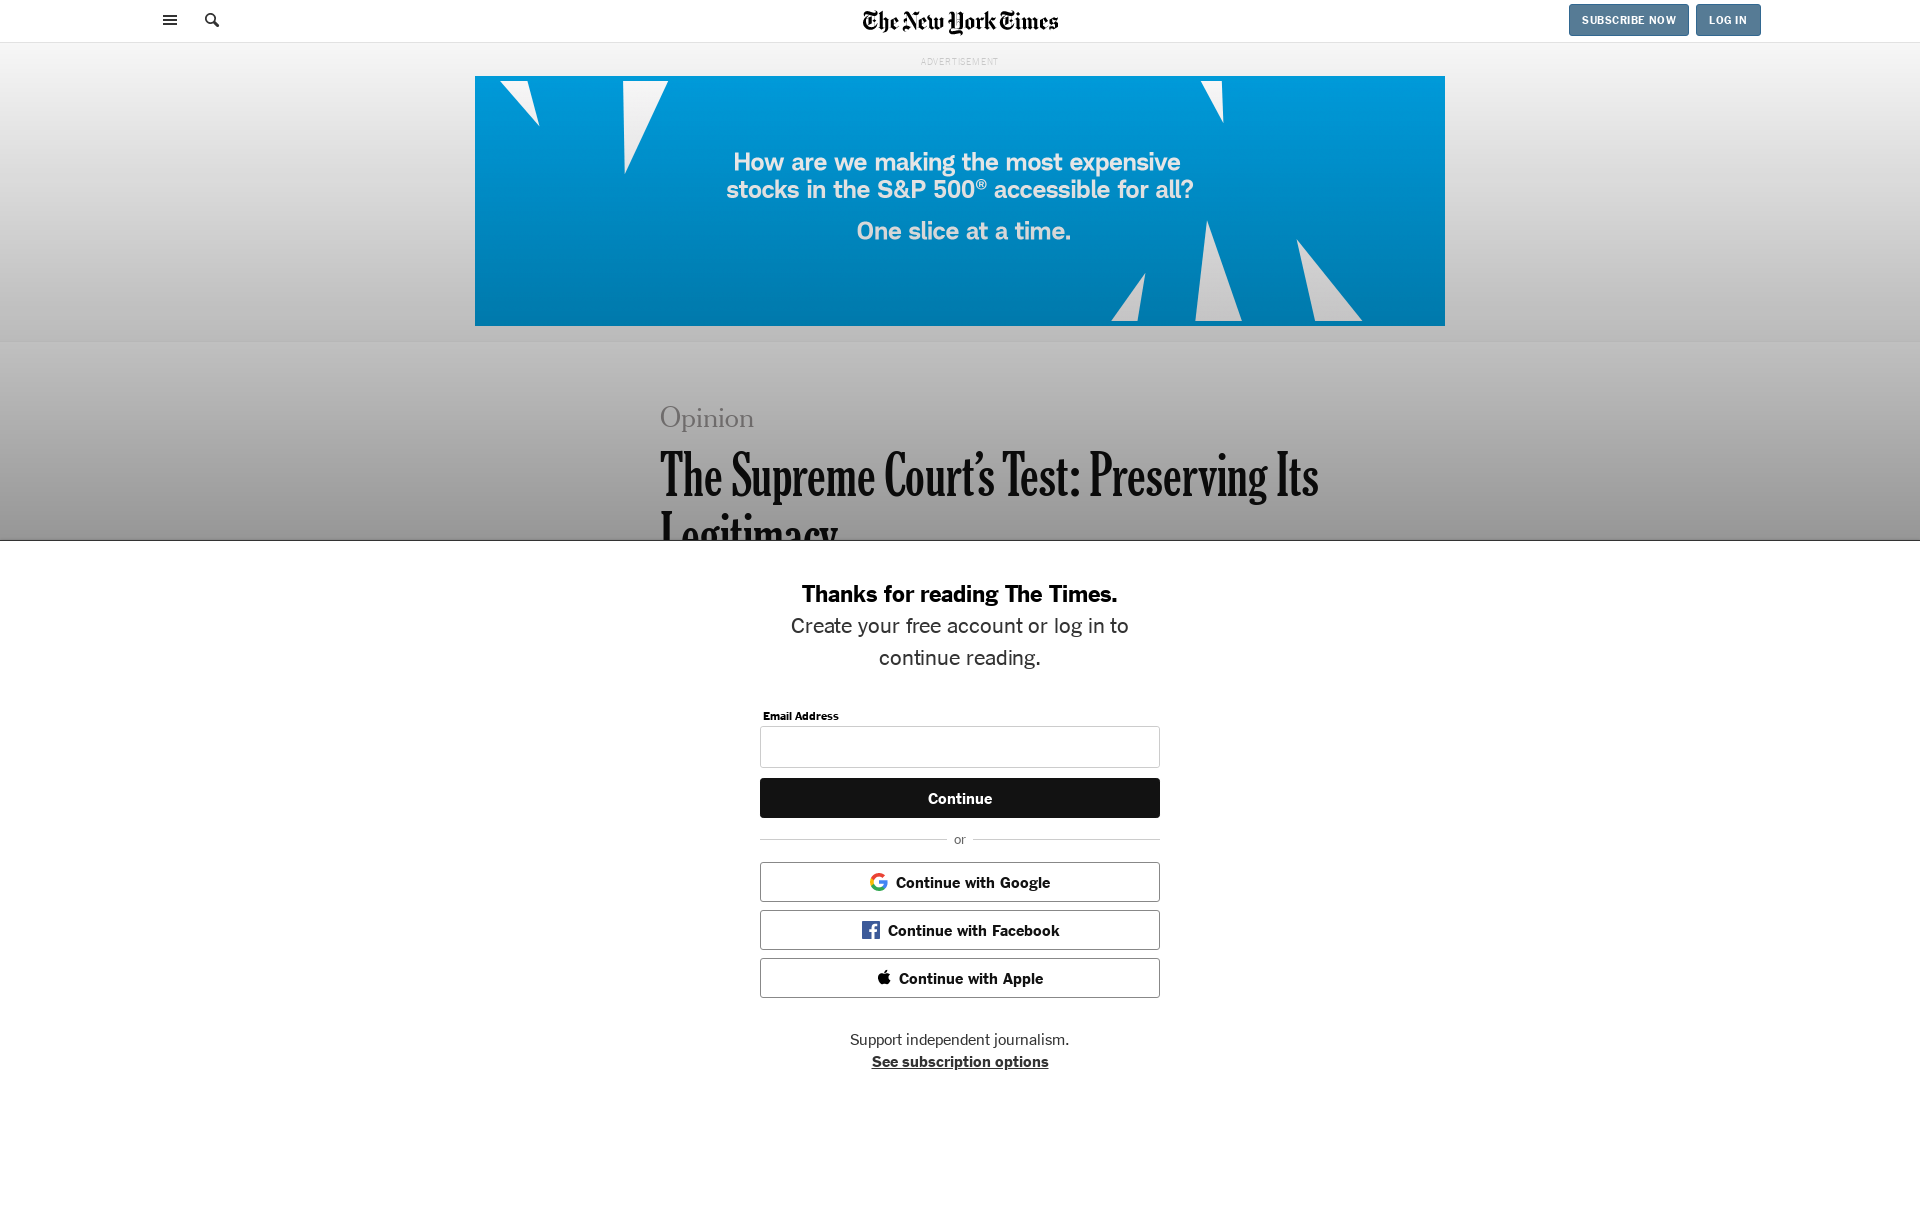 The New York Times
SUBSCRIBE NOW
LOG IN
ADVERTISEMENT
How are we making the most expensive
stocks in the S&P 500® accessible for all?
One slice at a time.
Opinion
The Supreme Court’s Test: Preserving Its
Legitimacy
Thanks for reading The Times.
Create your free account or log in to
continue reading.
Email Address
Continue
or
Continue with Google
Continue with Facebook
Continue with Apple
Support independent journalism.
See subscription options